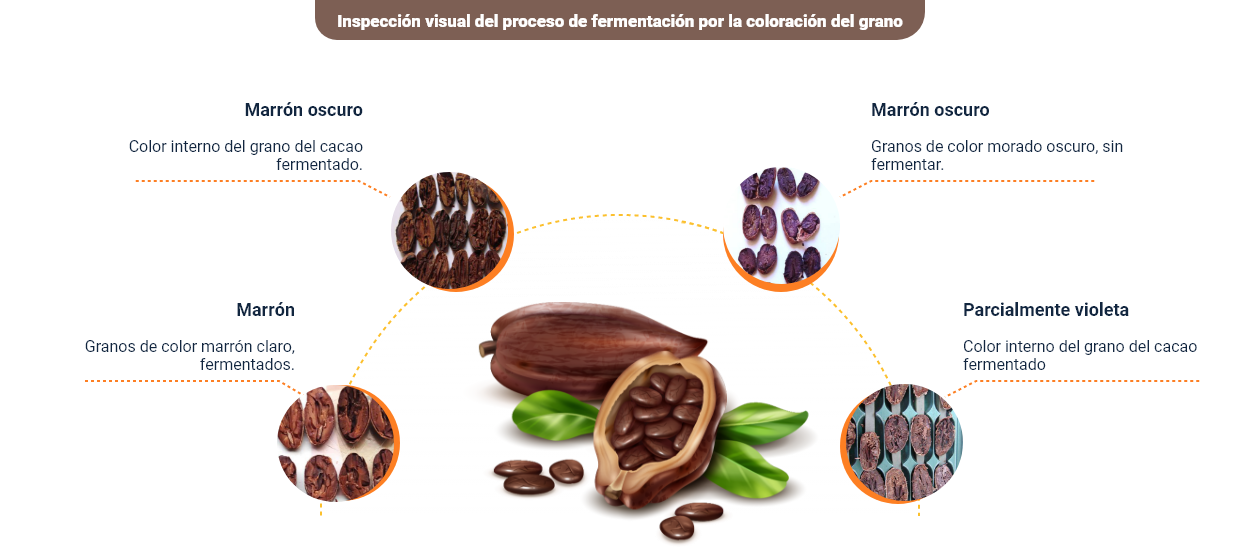 Inspección visual del proceso de fermentación por la coloración del grano
Marrón oscuro
Color interno del grano del cacao
fermentado.
Marrón oscuro
Granos de color morado oscuro, sin
fermentar.
Marrón
Granos de color marrón claro,
fermentados.
Parcialmente violeta
Color interno del grano del cacao
fermentado